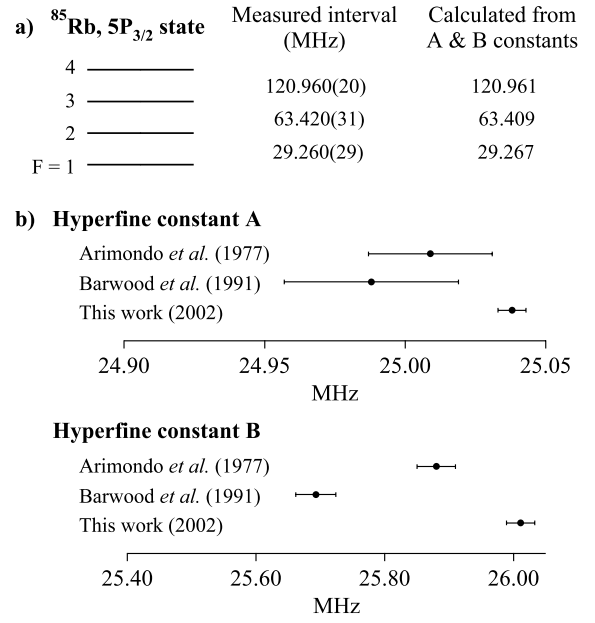 a) ⁸⁵Rb, 5P₃/₂ state
Measured interval (MHz)
Calculated from A & B constants
4
120.960(20) 120.961
3
63.420(31) 63.409
2
29.260(29) 29.267
F = 1
b) Hyperfine constant A
Arimondo et al. (1977)
Barwood et al. (1991)
This work (2002)
24.90 24.95 25.00 25.05
MHz
Hyperfine constant B
Arimondo et al. (1977)
Barwood et al. (1991)
This work (2002)
25.40 25.60 25.80 26.00
MHz